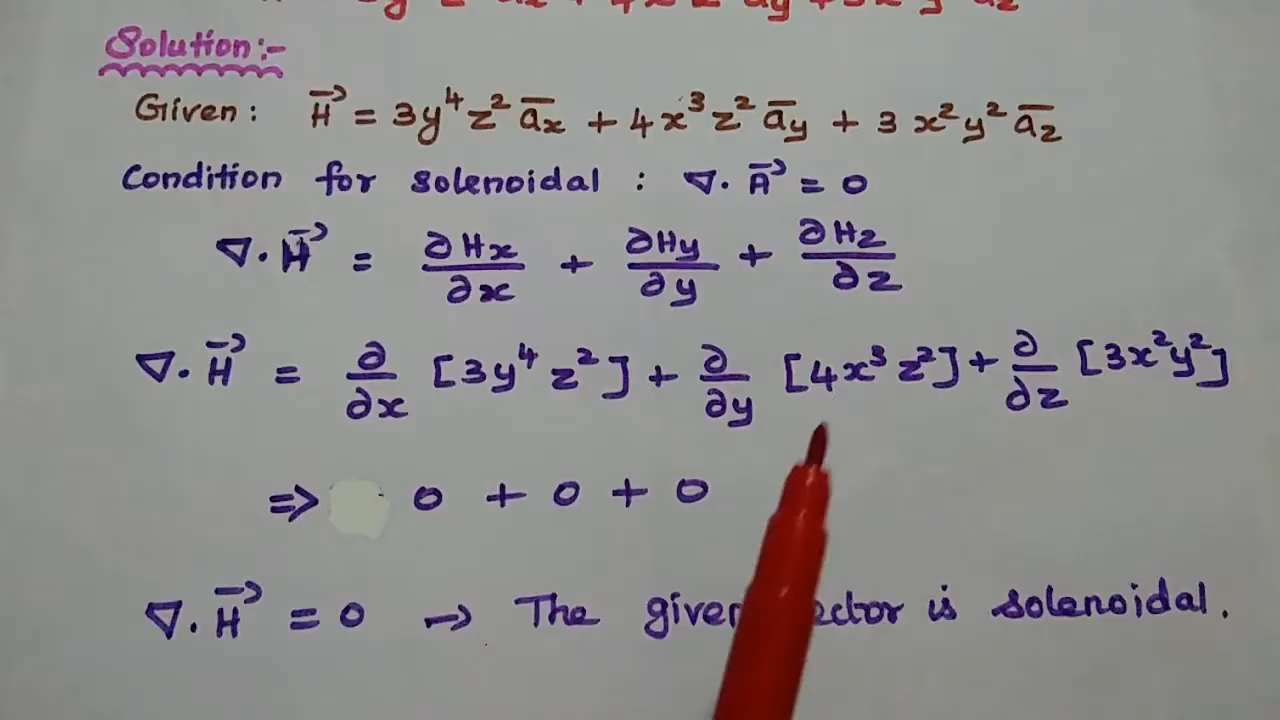 Solution:-
Given: H⃗ = 3y⁴z² āx + 4x³z² āy + 3x²y² āz
Condition for solenoidal : ∇. A⃗ = 0
∇. H⃗ = ∂Hx/∂x + ∂Hy/∂y + ∂Hz/∂z
∇. H⃗ = ∂/∂x [3y⁴z²] + ∂/∂y [4x³z²] + ∂/∂z [3x²y²]
⇒ 0 + 0 + 0
∇. H⃗ = 0 → The given is solenoidal.